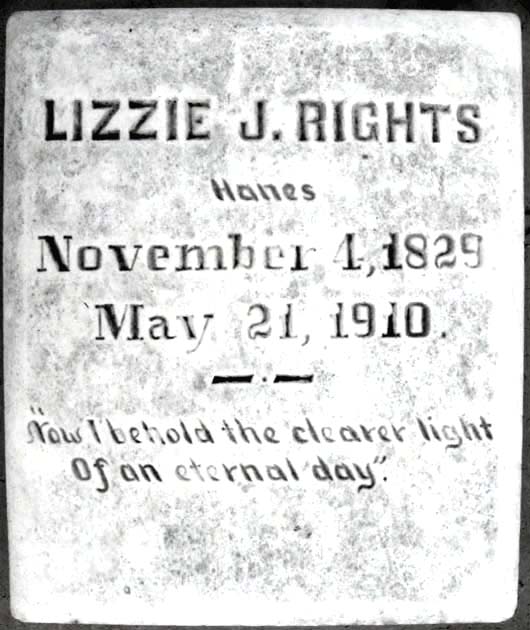 LIZZIE J. RIGHTS
Hanes
November 4, 1829
May 21, 1910.
"Now I behold the clearer light
Of an eternal day".